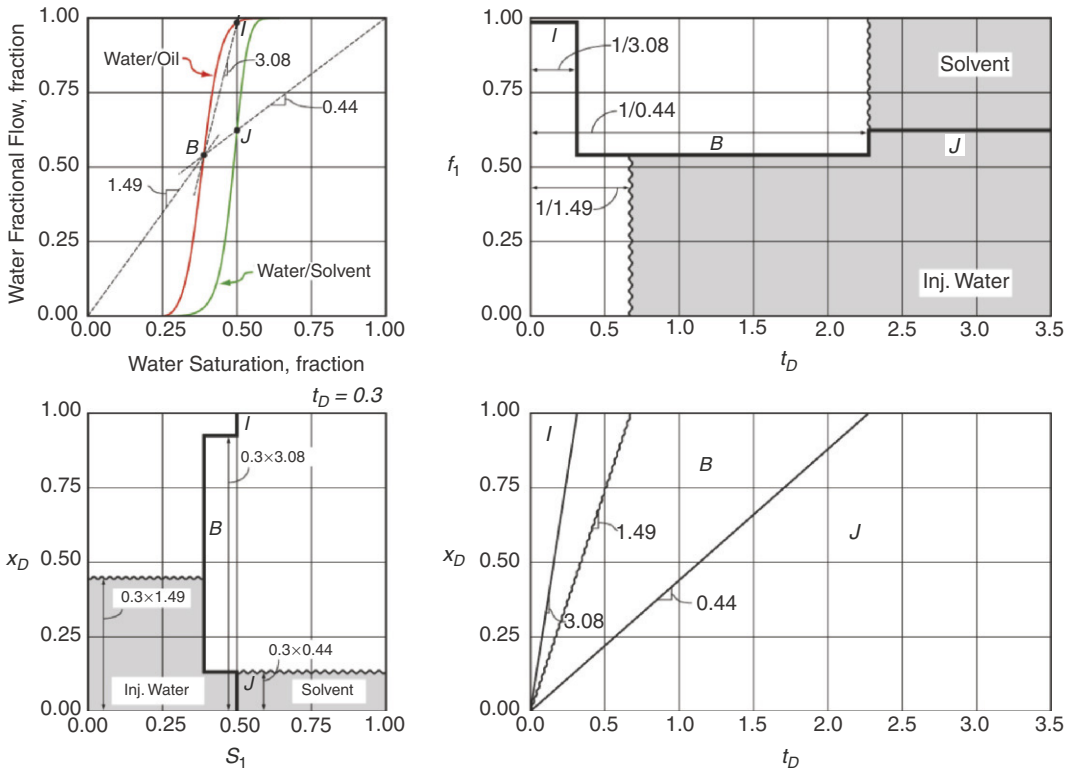 Water Fractional Flow, fraction
1.00
0.75
0.50
0.25
0.00
Water/Oil
I
3.08
0.44
B
J
1.49
Water/Solvent
0.00 0.25 0.50 0.75 1.00
Water Saturation, fraction
f1
1.00
0.75
0.50
0.25
0.00
I
1/3.08
1/0.44
B
1/1.49
Solvent
J
Inj. Water
0.0 0.5 1.0 1.5 2.0 2.5 3.0 3.5
tD
tD = 0.3
xD
1.00
0.75
0.50
0.25
0.00
I
0.3×3.08
B
0.3×1.49
0.3×0.44
Inj. Water
J
Solvent
0.00 0.25 0.50 0.75 1.00
S1
xD
1.00
0.75
0.50
0.25
0.00
I
B
1.49
J
3.08
0.44
0.0 0.5 1.0 1.5 2.0 2.5 3.0 3.5
tD